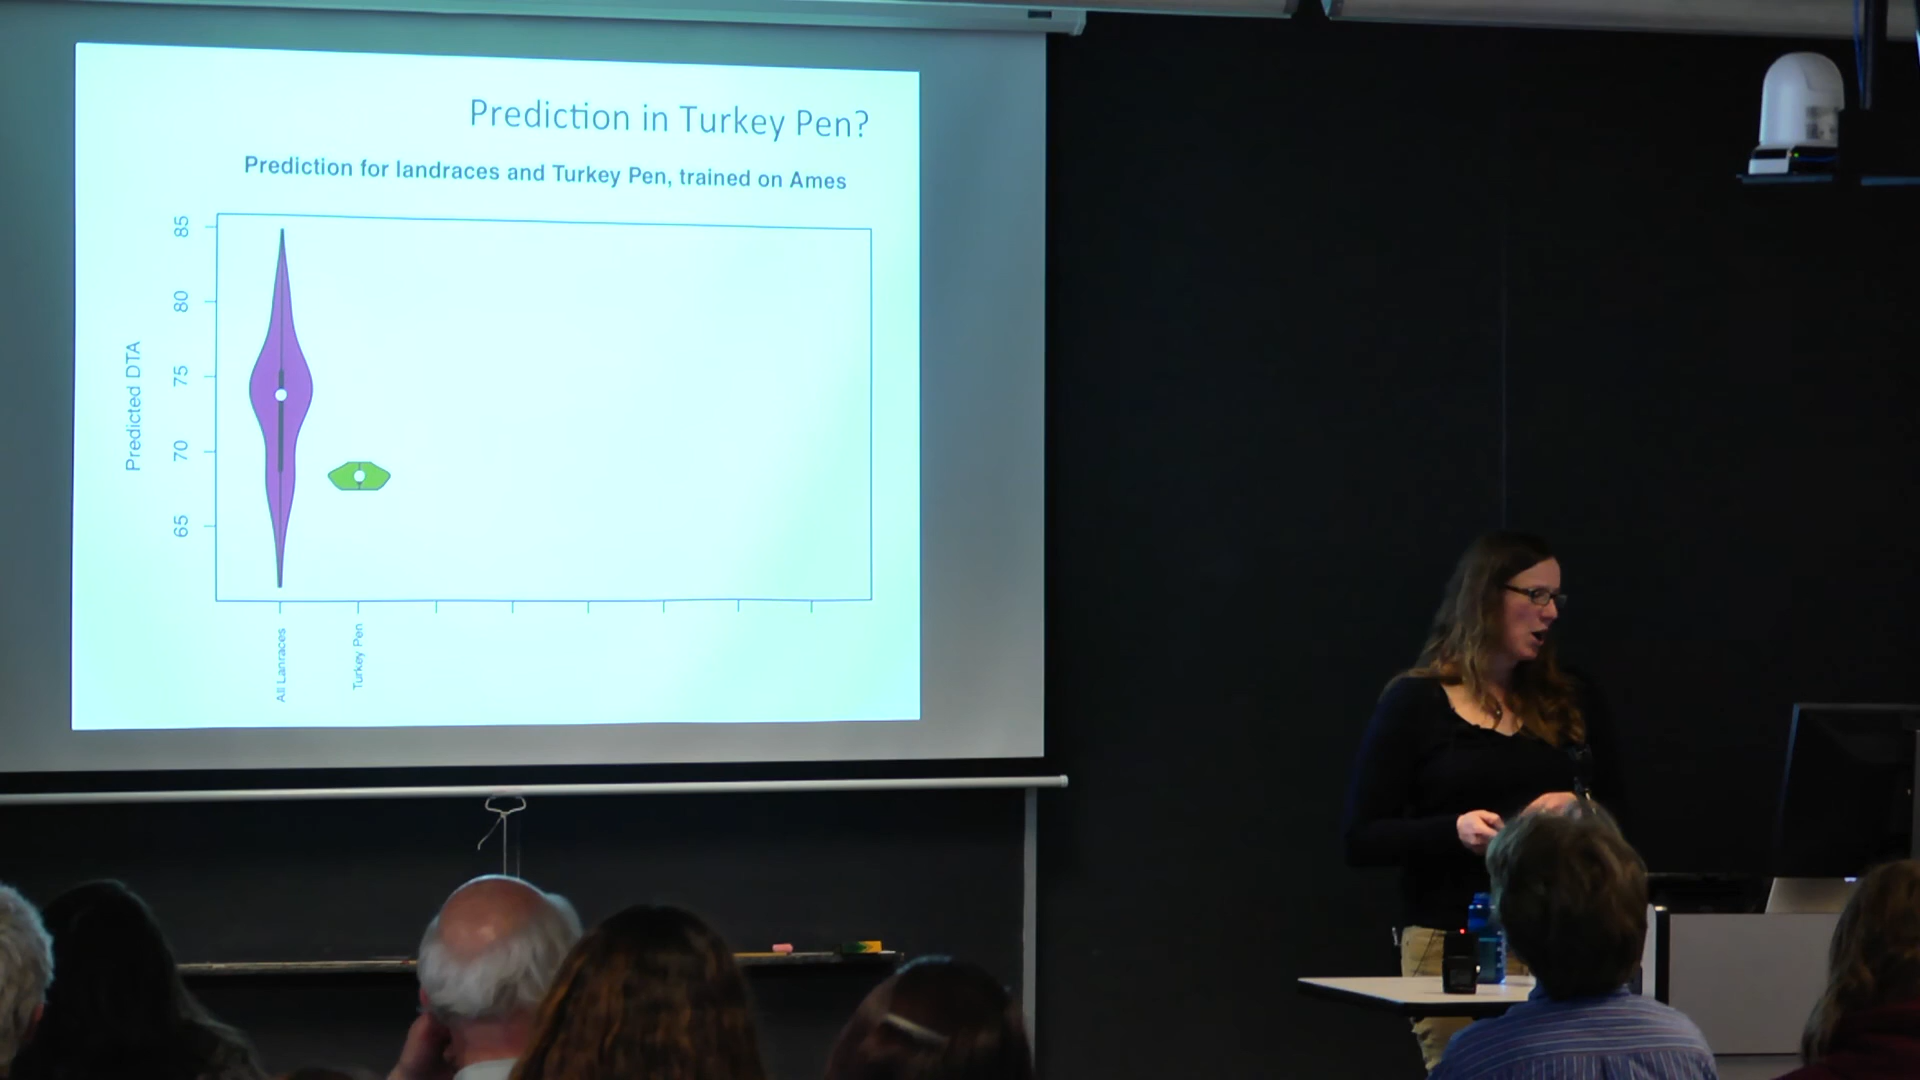 Prediction in Turkey Pen?
Prediction for landraces and Turkey Pen, trained on Ames
Predicted DTA
85
80
75
70
65
All Lanraces
Turkey Pen